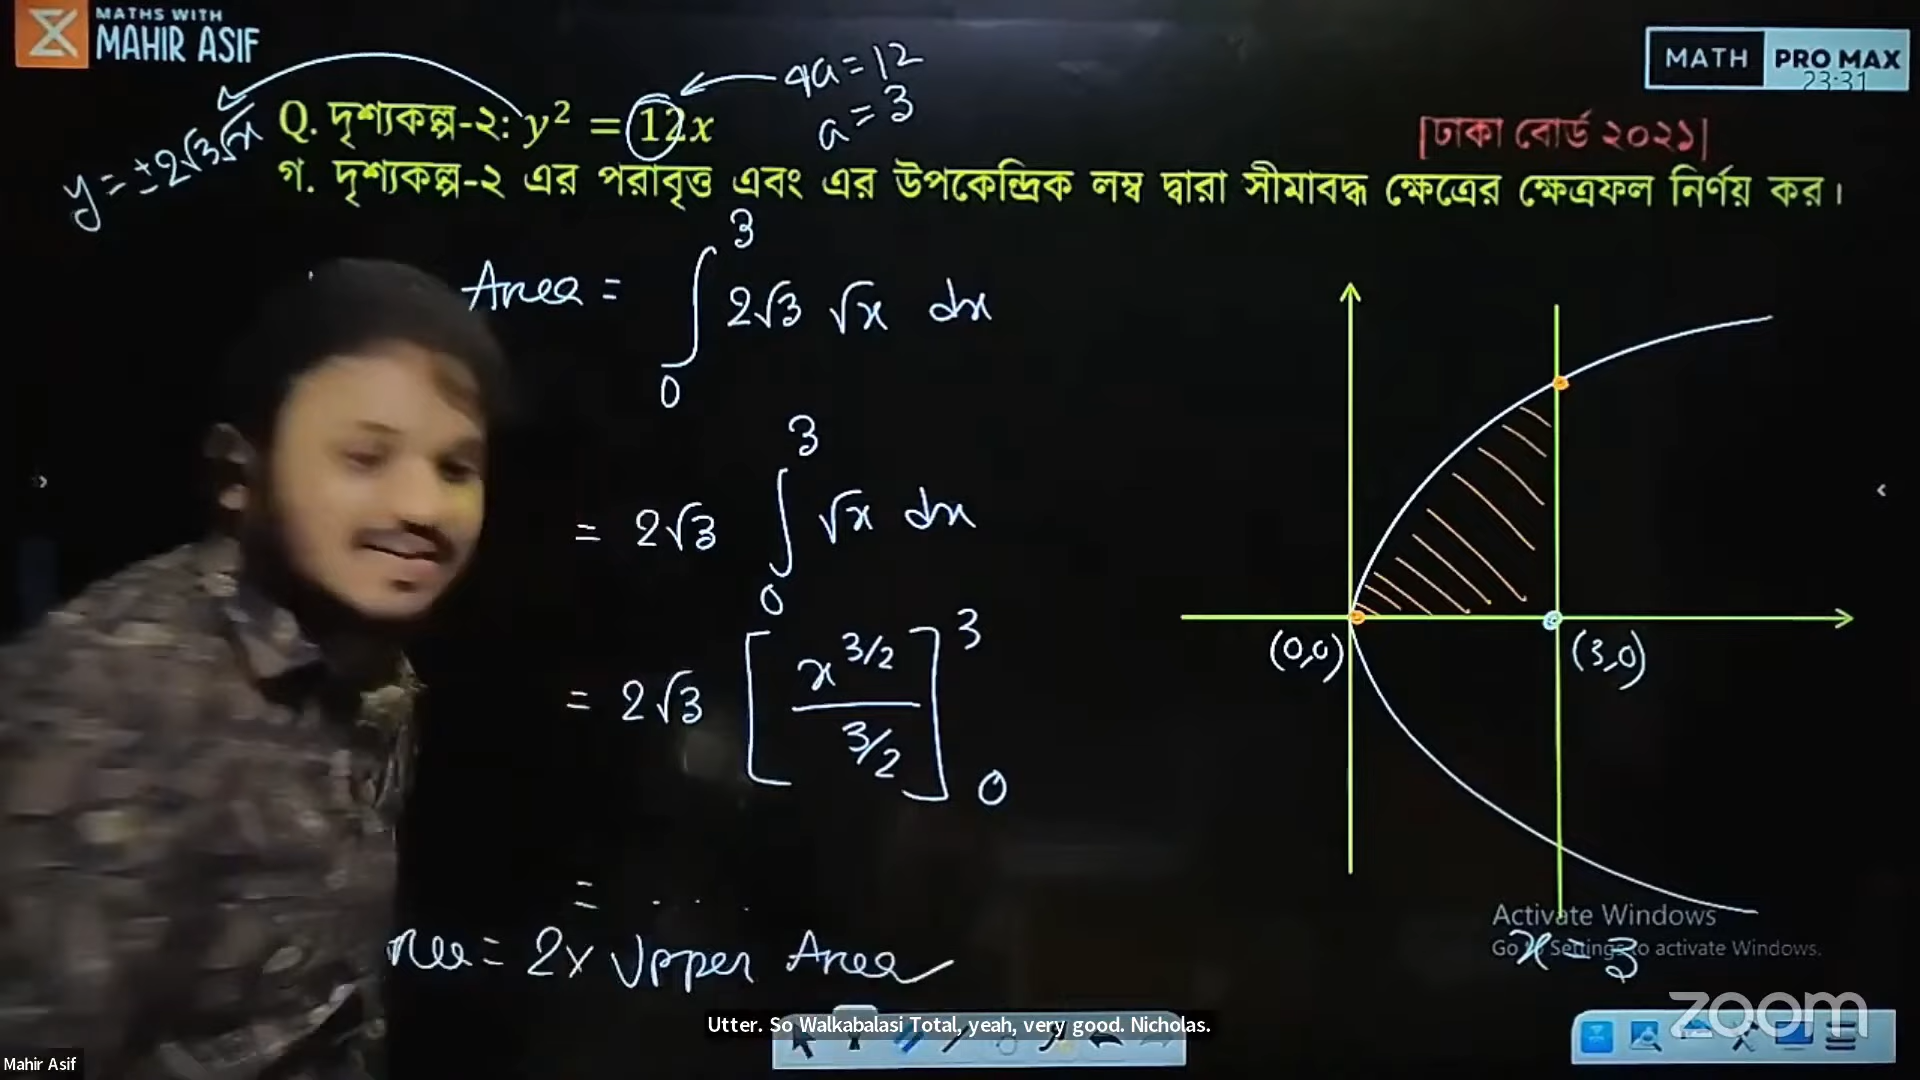 MATHS WITH
MAHIR ASIF
MATH PRO MAX
23:31
4a = 12
a = 3
y = ±2√3√x
Q. দৃশ্যকল্প-২: y² = 12x
[ঢাকা বোর্ড ২০২১]
গ. দৃশ্যকল্প-২ এর পরাবৃত্ত এবং এর উপকেন্দ্রিক লম্ব দ্বারা সীমাবদ্ধ ক্ষেত্রের ক্ষেত্রফল নির্ণয় কর।
Area = ∫₀³ 2√3 √x dx
= 2√3 ∫₀³ √x dx
= 2√3 [x^{3/2} / 3/2]₀³
= .....
= 2x Upper Area
(0,0)
(3,0)
x = 3
Activate Windows
Go to Settings to activate Windows.
zoom
Utter. So Walkabalasi Total, yeah, very good. Nicholas.
Mahir Asif